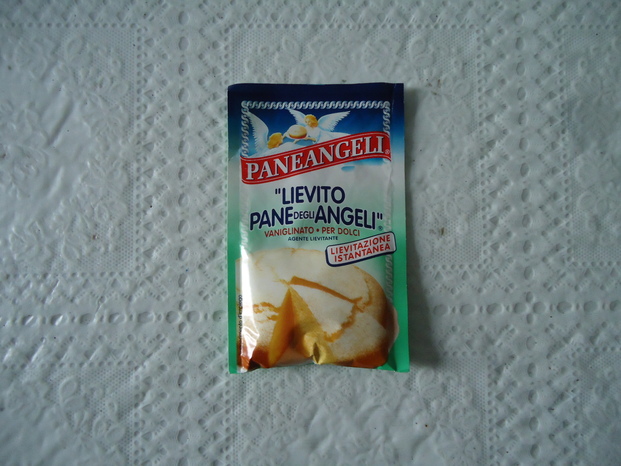 PANEANGELI
"LIEVITO
PANE DEGLI ANGELI"
VANIGLINATO • PER DOLCI
AGENTE LIEVITANTE
LIEVITAZIONE
ISTANTANEA